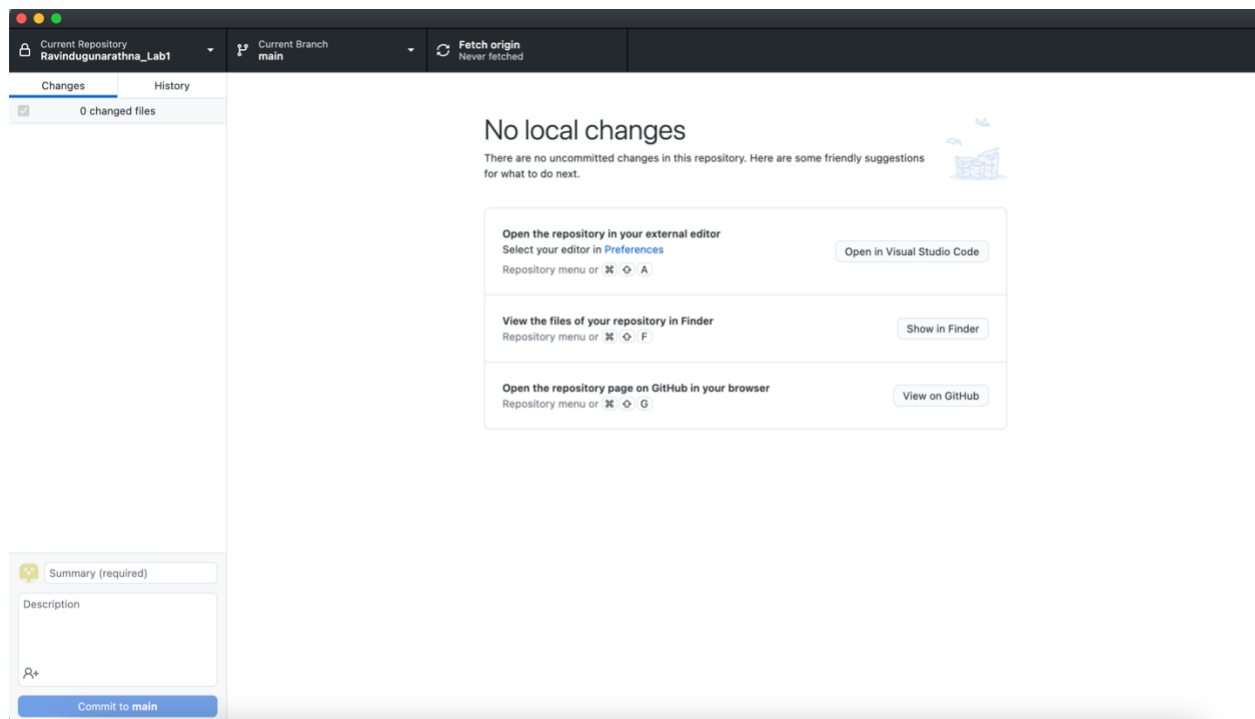 Current Repository
Ravindugunarathna_Lab1
Current Branch
main
Fetch origin
Never fetched
Changes
History
0 changed files
No local changes
There are no uncommitted changes in this repository. Here are some friendly suggestions
for what to do next.
Open the repository in your external editor
Select your editor in Preferences
Repository menu or ⌘ ⇧ A
Open in Visual Studio Code
View the files of your repository in Finder
Repository menu or ⌘ ⇧ F
Show in Finder
Open the repository page on GitHub in your browser
Repository menu or ⌘ ⇧ G
View on GitHub
Summary (required)
Description
Commit to main